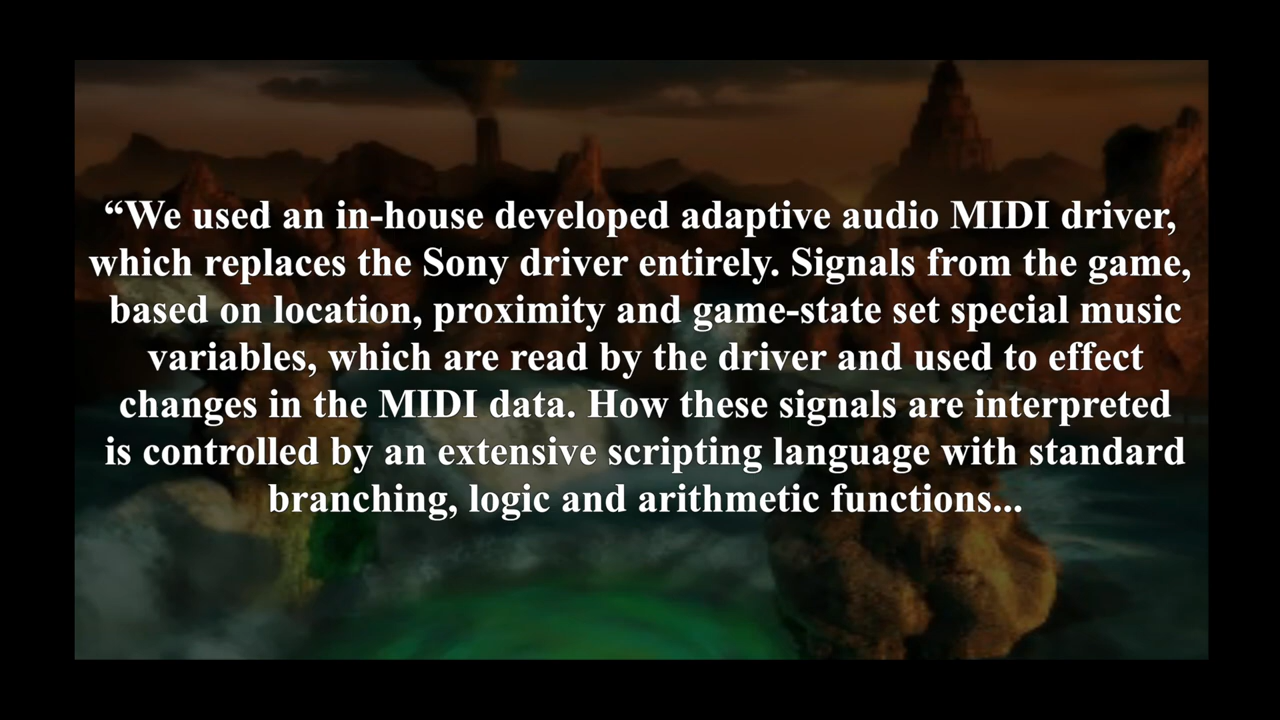 “We used an in-house developed adaptive audio MIDI driver,
which replaces the Sony driver entirely. Signals from the game,
based on location, proximity and game-state set special music
variables, which are read by the driver and used to effect
changes in the MIDI data. How these signals are interpreted
is controlled by an extensive scripting language with standard
branching, logic and arithmetic functions...